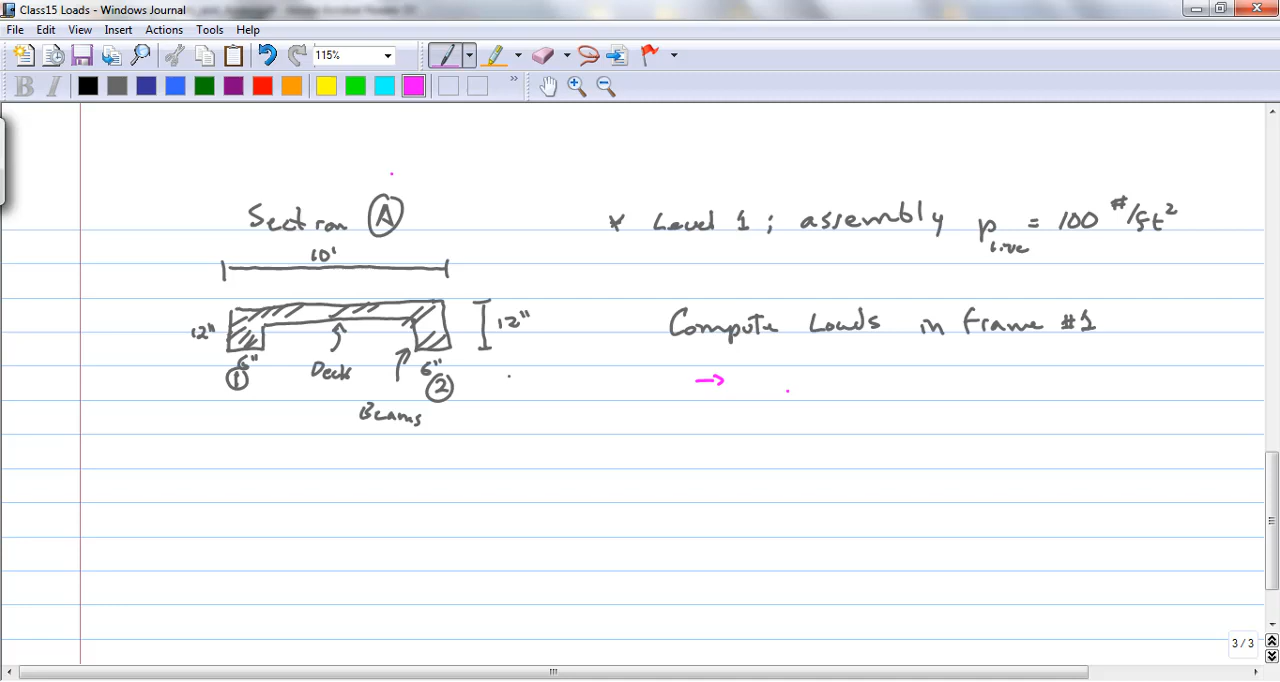 Class15 Loads - Windows Journal
File Edit View Insert Actions Tools Help
115%
B I
Section A
10'
12"
12"
6"
1
Deck
6"
2
Beams
* Level 1 ; assembly p live = 100 #/ft²
Compute Loads in frame #1
→
3 / 3